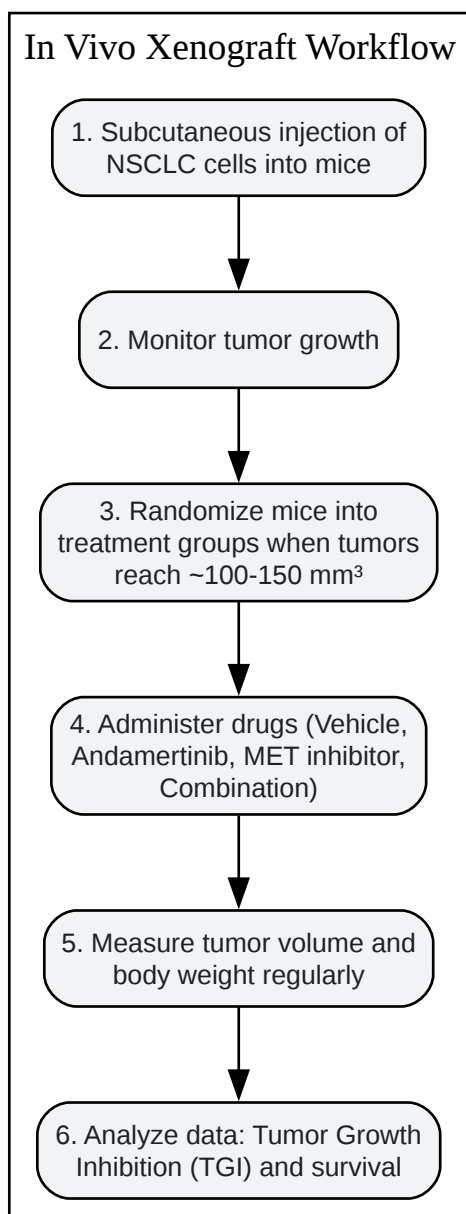 In Vivo Xenograft Workflow
1. Subcutaneous injection of
NSCLC cells into mice
2. Monitor tumor growth
3. Randomize mice into
treatment groups when tumors
reach ~100-150 mm³
4. Administer drugs (Vehicle,
Andamertinib, MET inhibitor,
Combination)
5. Measure tumor volume and
body weight regularly
6. Analyze data: Tumor Growth
Inhibition (TGI) and survival